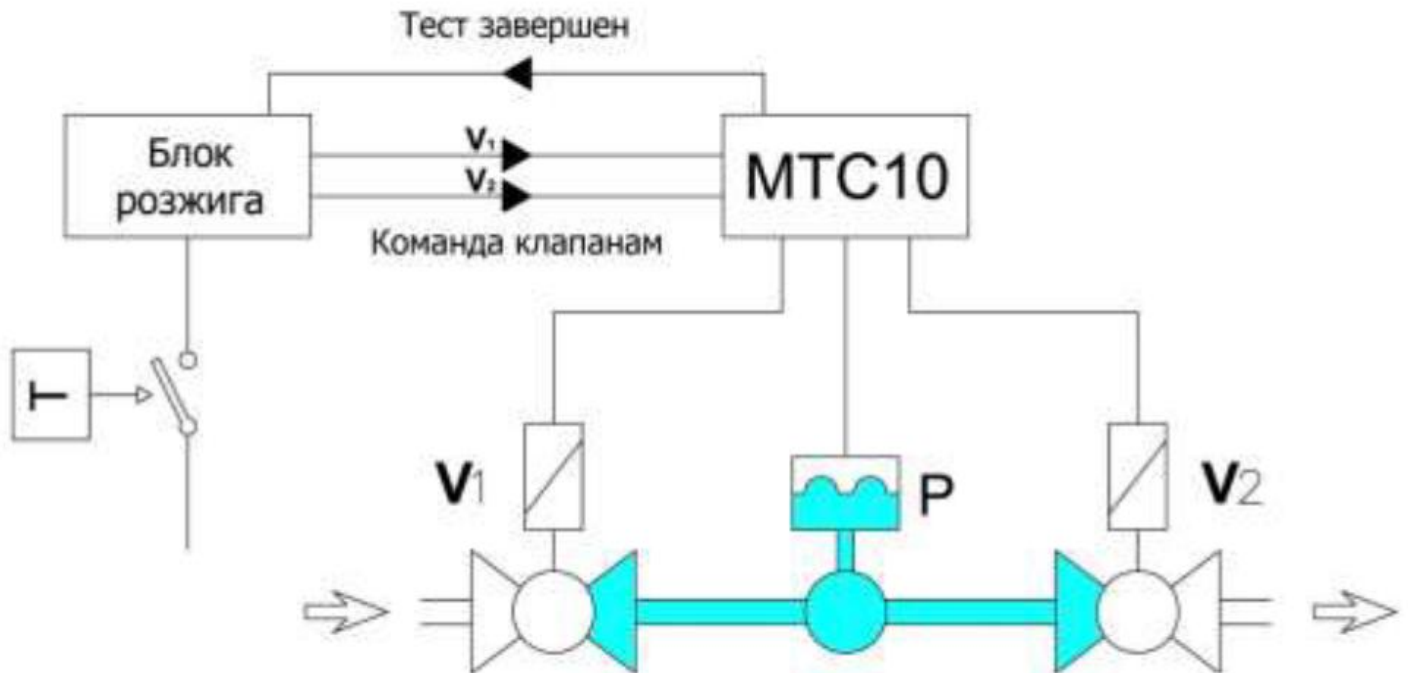 Тест завершен
V₁
Блок
розжига
МТС10
V₂
Команда клапанам
T
V1
P
V2